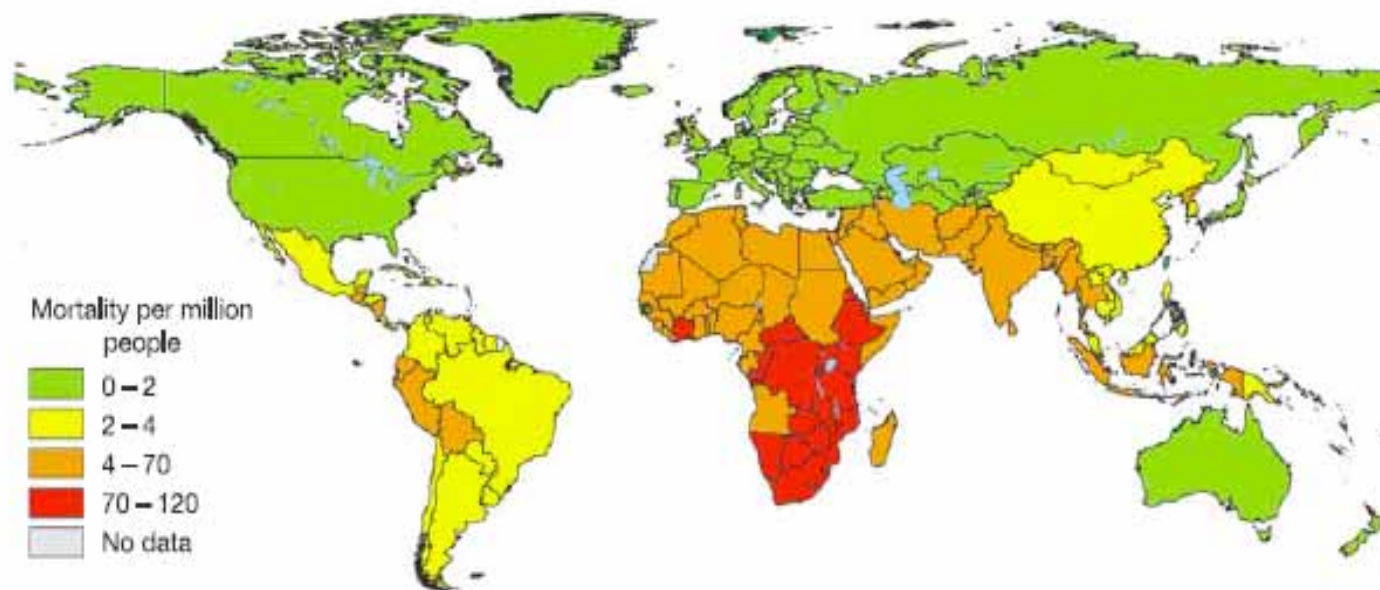 Mortality per million
people
0 – 2
2 – 4
4 – 70
70 – 120
No data